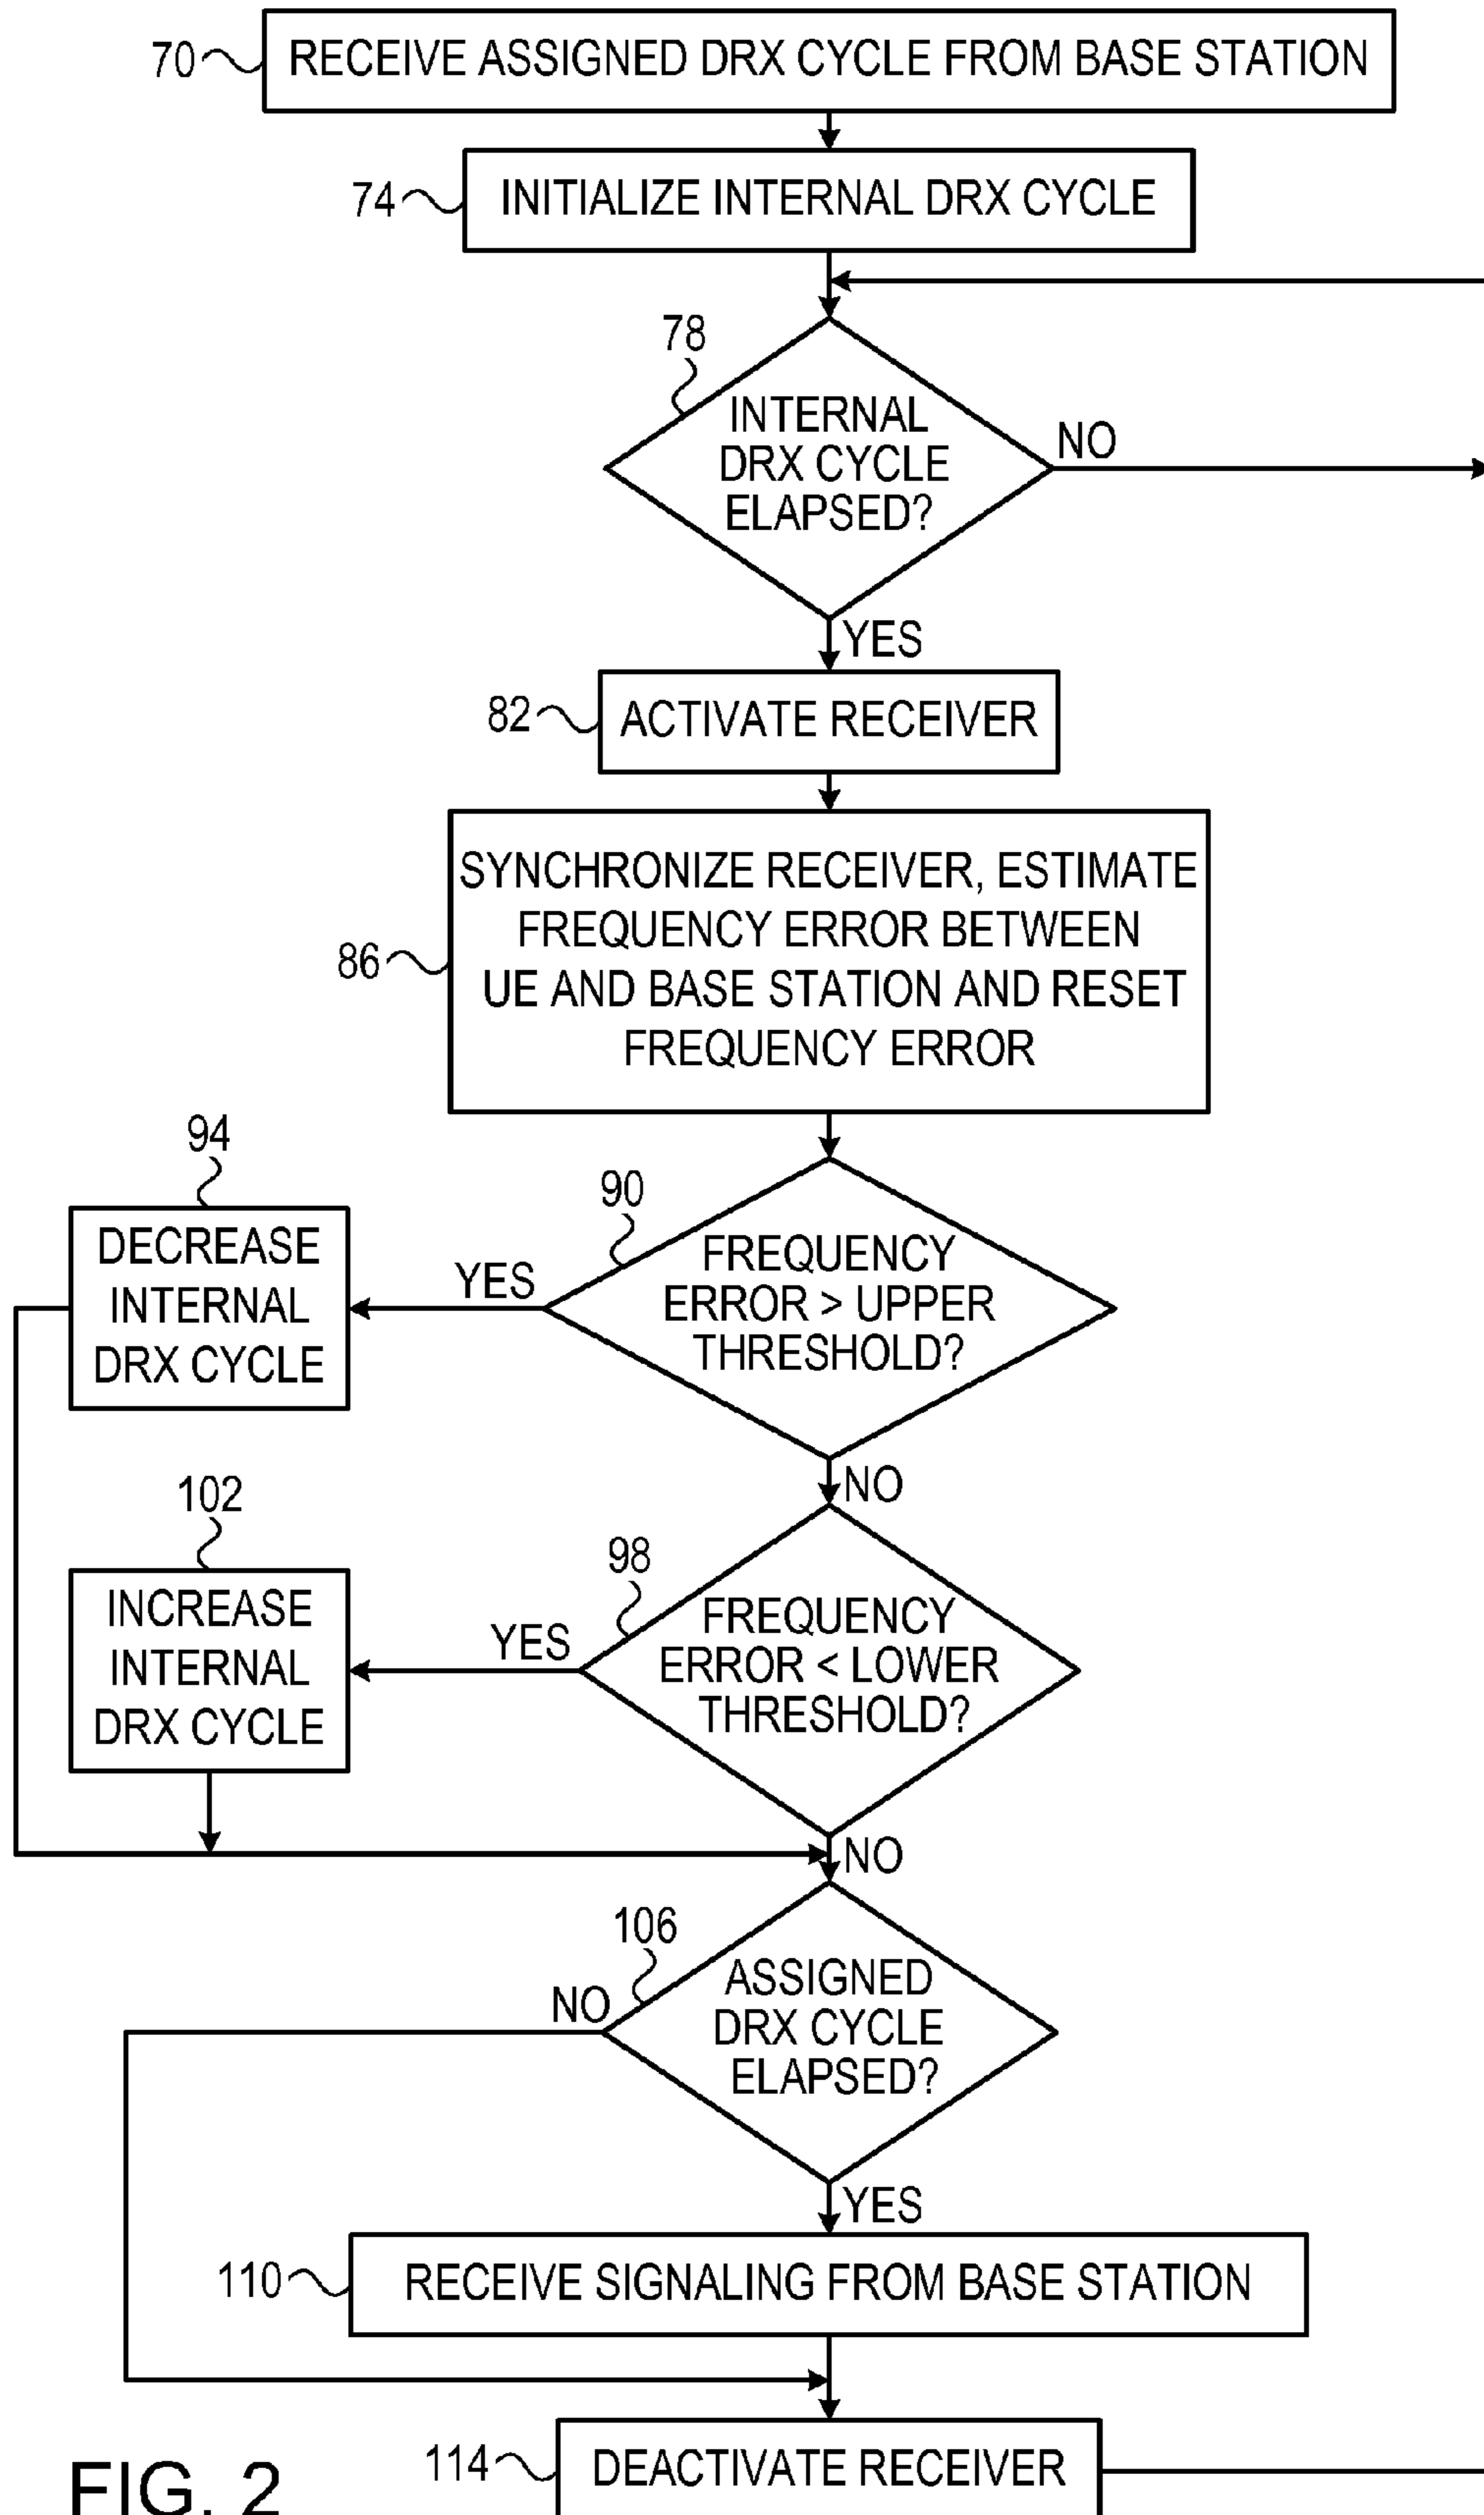 70
RECEIVE ASSIGNED DRX CYCLE FROM BASE STATION
74
INITIALIZE INTERNAL DRX CYCLE
78
INTERNAL
DRX CYCLE
ELAPSED?
NO
YES
82
ACTIVATE RECEIVER
86
SYNCHRONIZE RECEIVER, ESTIMATE
FREQUENCY ERROR BETWEEN
UE AND BASE STATION AND RESET
FREQUENCY ERROR
90
FREQUENCY
ERROR > UPPER
THRESHOLD?
YES
94
DECREASE
INTERNAL
DRX CYCLE
NO
98
FREQUENCY
ERROR < LOWER
THRESHOLD?
YES
102
INCREASE
INTERNAL
DRX CYCLE
NO
106
ASSIGNED
DRX CYCLE
ELAPSED?
NO
YES
110
RECEIVE SIGNALING FROM BASE STATION
114
DEACTIVATE RECEIVER
FIG. 2